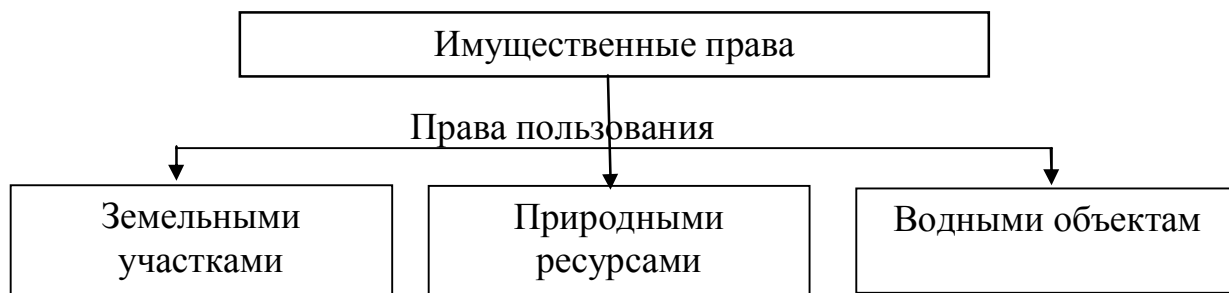 Имущественные права
Права пользования
Земельными
участками
Природными
ресурсами
Водными объектам